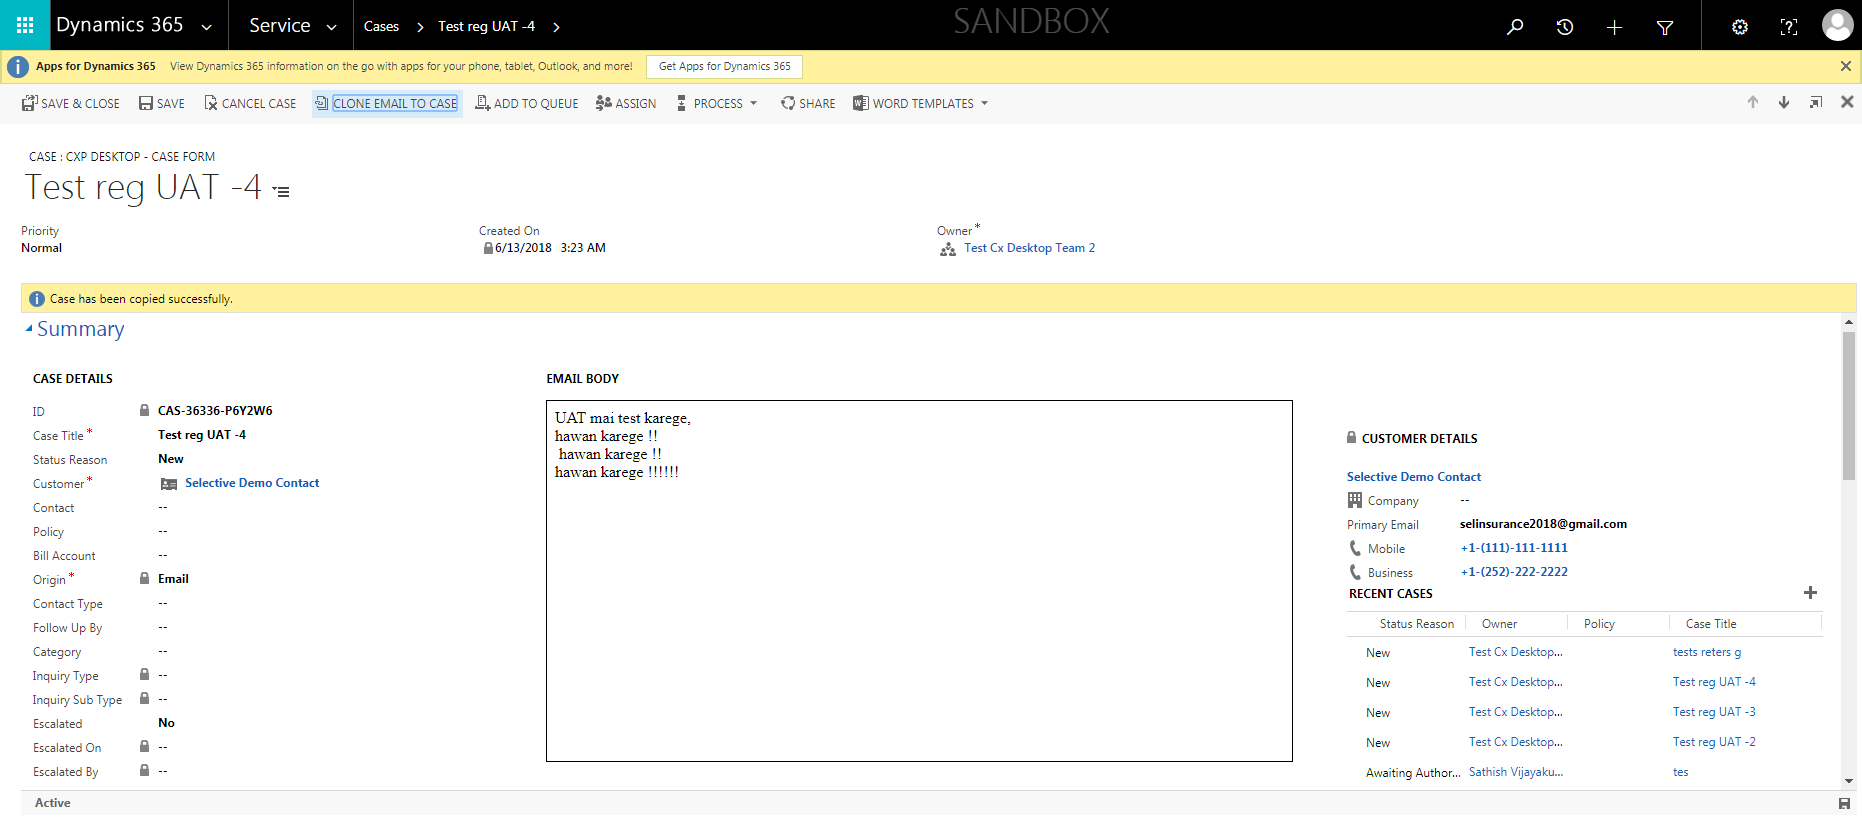 Dynamics 365
Service
Cases
Test reg UAT -4
SANDBOX
Apps for Dynamics 365
View Dynamics 365 information on the go with apps for your phone, tablet, Outlook, and more!
Get Apps for Dynamics 365
SAVE & CLOSE
SAVE
CANCEL CASE
CLONE EMAIL TO CASE
ADD TO QUEUE
ASSIGN
PROCESS
SHARE
WORD TEMPLATES
CASE : CXP DESKTOP - CASE FORM
Test reg UAT -4
Priority
Normal
Created On
6/13/2018 3:23 AM
Owner*
Test Cx Desktop Team 2
Case has been copied successfully.
Summary
CASE DETAILS
ID CAS-36336-P6Y2W6
Case Title* Test reg UAT -4
Status Reason New
Customer* Selective Demo Contact
Contact --
Policy --
Bill Account --
Origin* Email
Contact Type --
Follow Up By --
Category --
Inquiry Type --
Inquiry Sub Type --
Escalated No
Escalated On --
Escalated By --
EMAIL BODY
UAT mai test karege,
hawan karege !!
hawan karege !!
hawan karege !!!!!!
CUSTOMER DETAILS
Selective Demo Contact
Company --
Primary Email selinsurance2018@gmail.com
Mobile +1-(111)-111-1111
Business +1-(252)-222-2222
RECENT CASES
Status Reason Owner Policy Case Title
New Test Cx Desktop... tests reters g
New Test Cx Desktop... Test reg UAT -4
New Test Cx Desktop... Test reg UAT -3
New Test Cx Desktop... Test reg UAT -2
Awaiting Author... Sathish Vijayaku... tes
Active